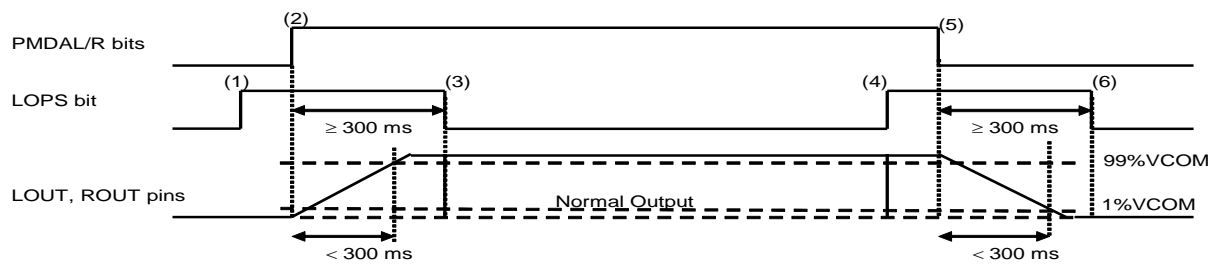 (2)
(5)
PMDAL/R bits
(1)
(3)
(4)
(6)
LOPS bit
≥ 300 ms
≥ 300 ms
99%VCOM
LOUT, ROUT pins
Normal Output
1%VCOM
< 300 ms
< 300 ms